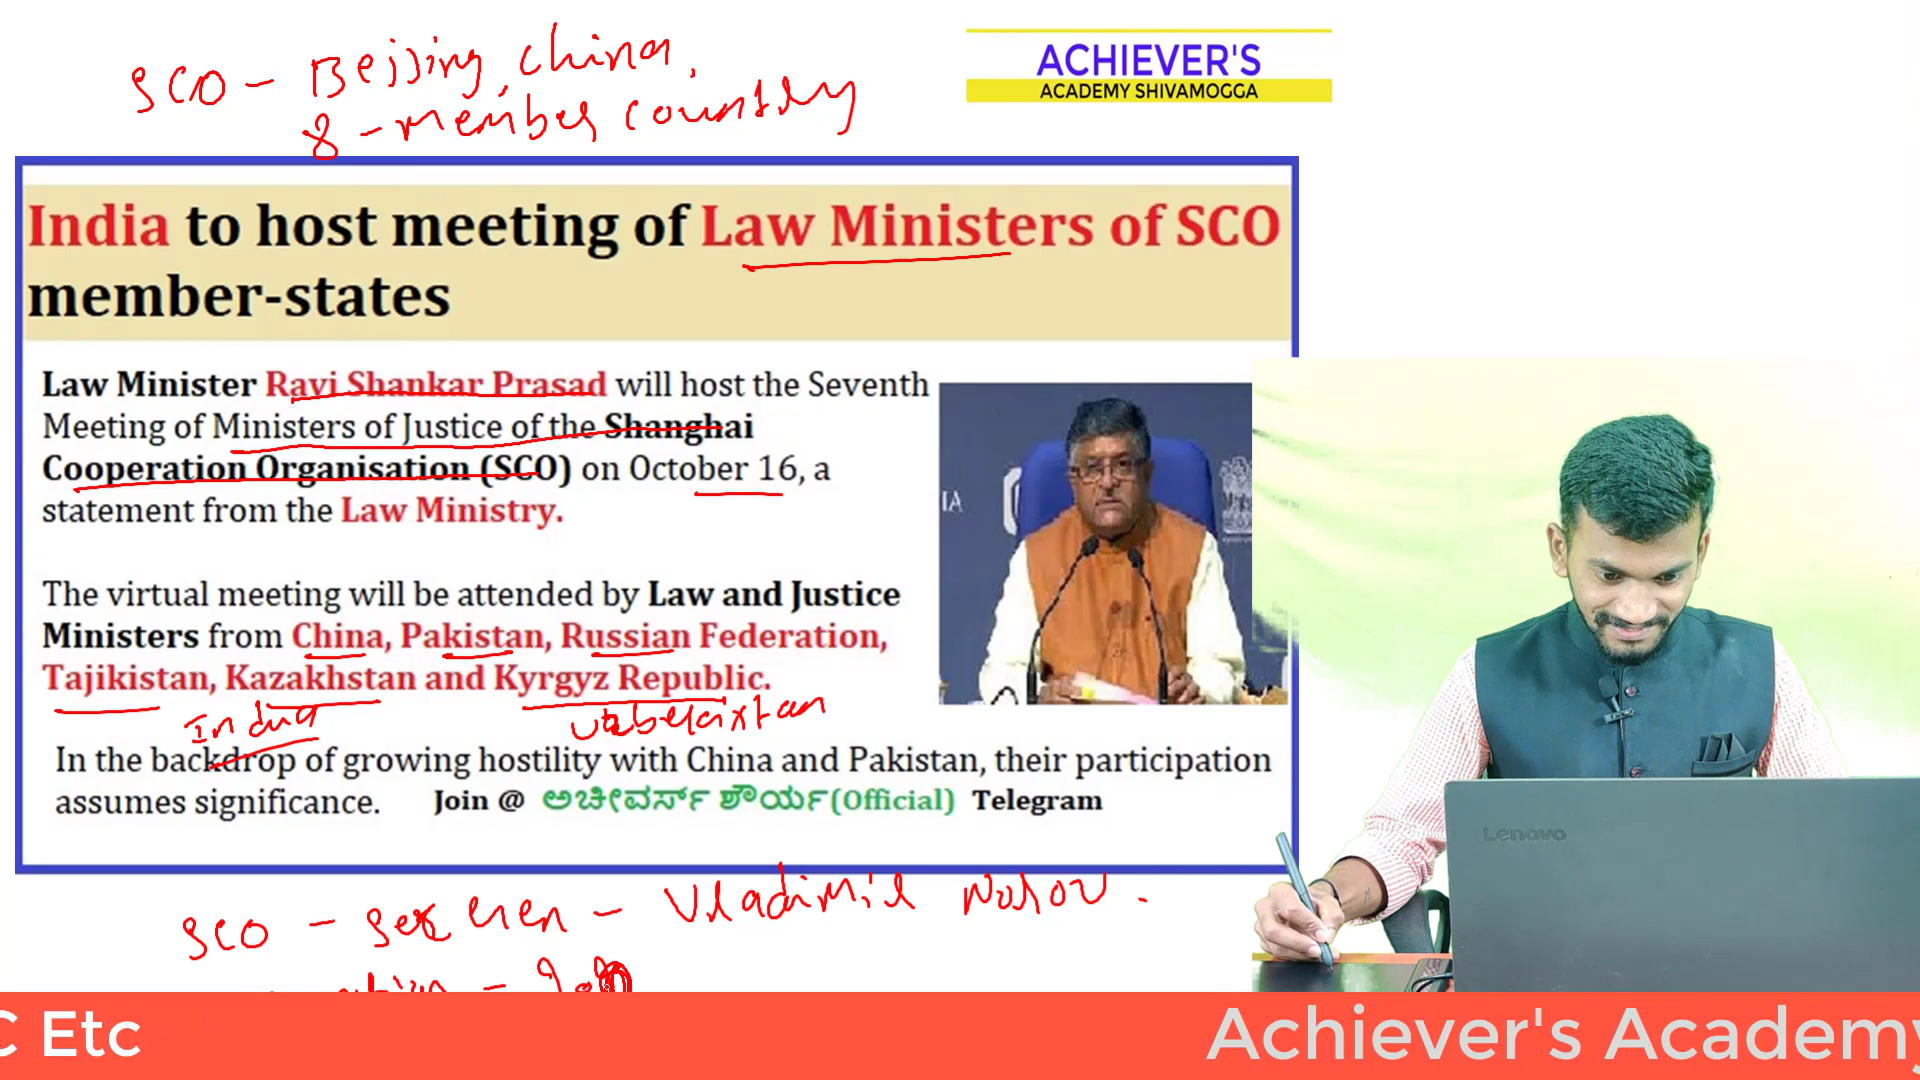 SCO - Beijing, china,
8 - member country
ACHIEVER'S
ACADEMY SHIVAMOGGA
India to host meeting of Law Ministers of SCO
member-states
Law Minister Ravi Shankar Prasad will host the Seventh
Meeting of Ministers of Justice of the Shanghai
Cooperation Organisation (SCO) on October 16, a
statement from the Law Ministry.
The virtual meeting will be attended by Law and Justice
Ministers from China, Pakistan, Russian Federation,
Tajikistan, Kazakhstan and Kyrgyz Republic.
India Uzbekistan
In the backdrop of growing hostility with China and Pakistan, their participation
assumes significance.
Join @ ಅಚೀವರ್ಸ್ ಶೌರ್ಯ(Official) Telegram
Lenovo
SCO - Vladimir Norov.
C Etc
Achiever's Academy